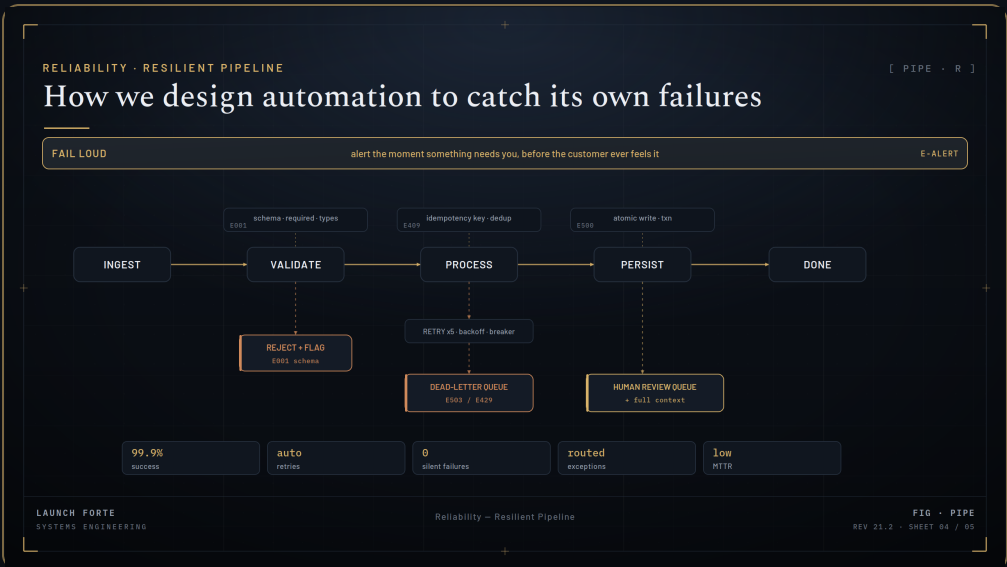 RELIABILITY · RESILIENT PIPELINE
[ PIPE · R ]
How we design automation to catch its own failures
FAIL LOUD
alert the moment something needs you, before the customer ever feels it
E-ALERT
schema · required · types
E001
idempotency key · dedup
E409
atomic write · txn
E500
INGEST
VALIDATE
PROCESS
PERSIST
DONE
RETRY x5 · backoff · breaker
REJECT + FLAG
E001 schema
DEAD-LETTER QUEUE
E503 / E429
HUMAN REVIEW QUEUE
+ full context
99.9%
success
auto
retries
0
silent failures
routed
exceptions
low
MTTR
LAUNCH FORTE
SYSTEMS ENGINEERING
Reliability — Resilient Pipeline
FIG · PIPE
REV 21.2 · SHEET 04 / 05